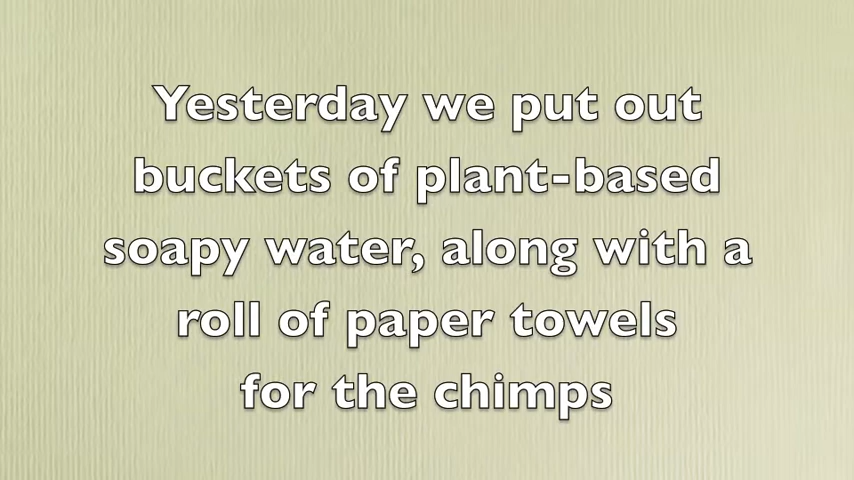 Yesterday we put out
buckets of plant-based
soapy water, along with a
roll of paper towels
for the chimps